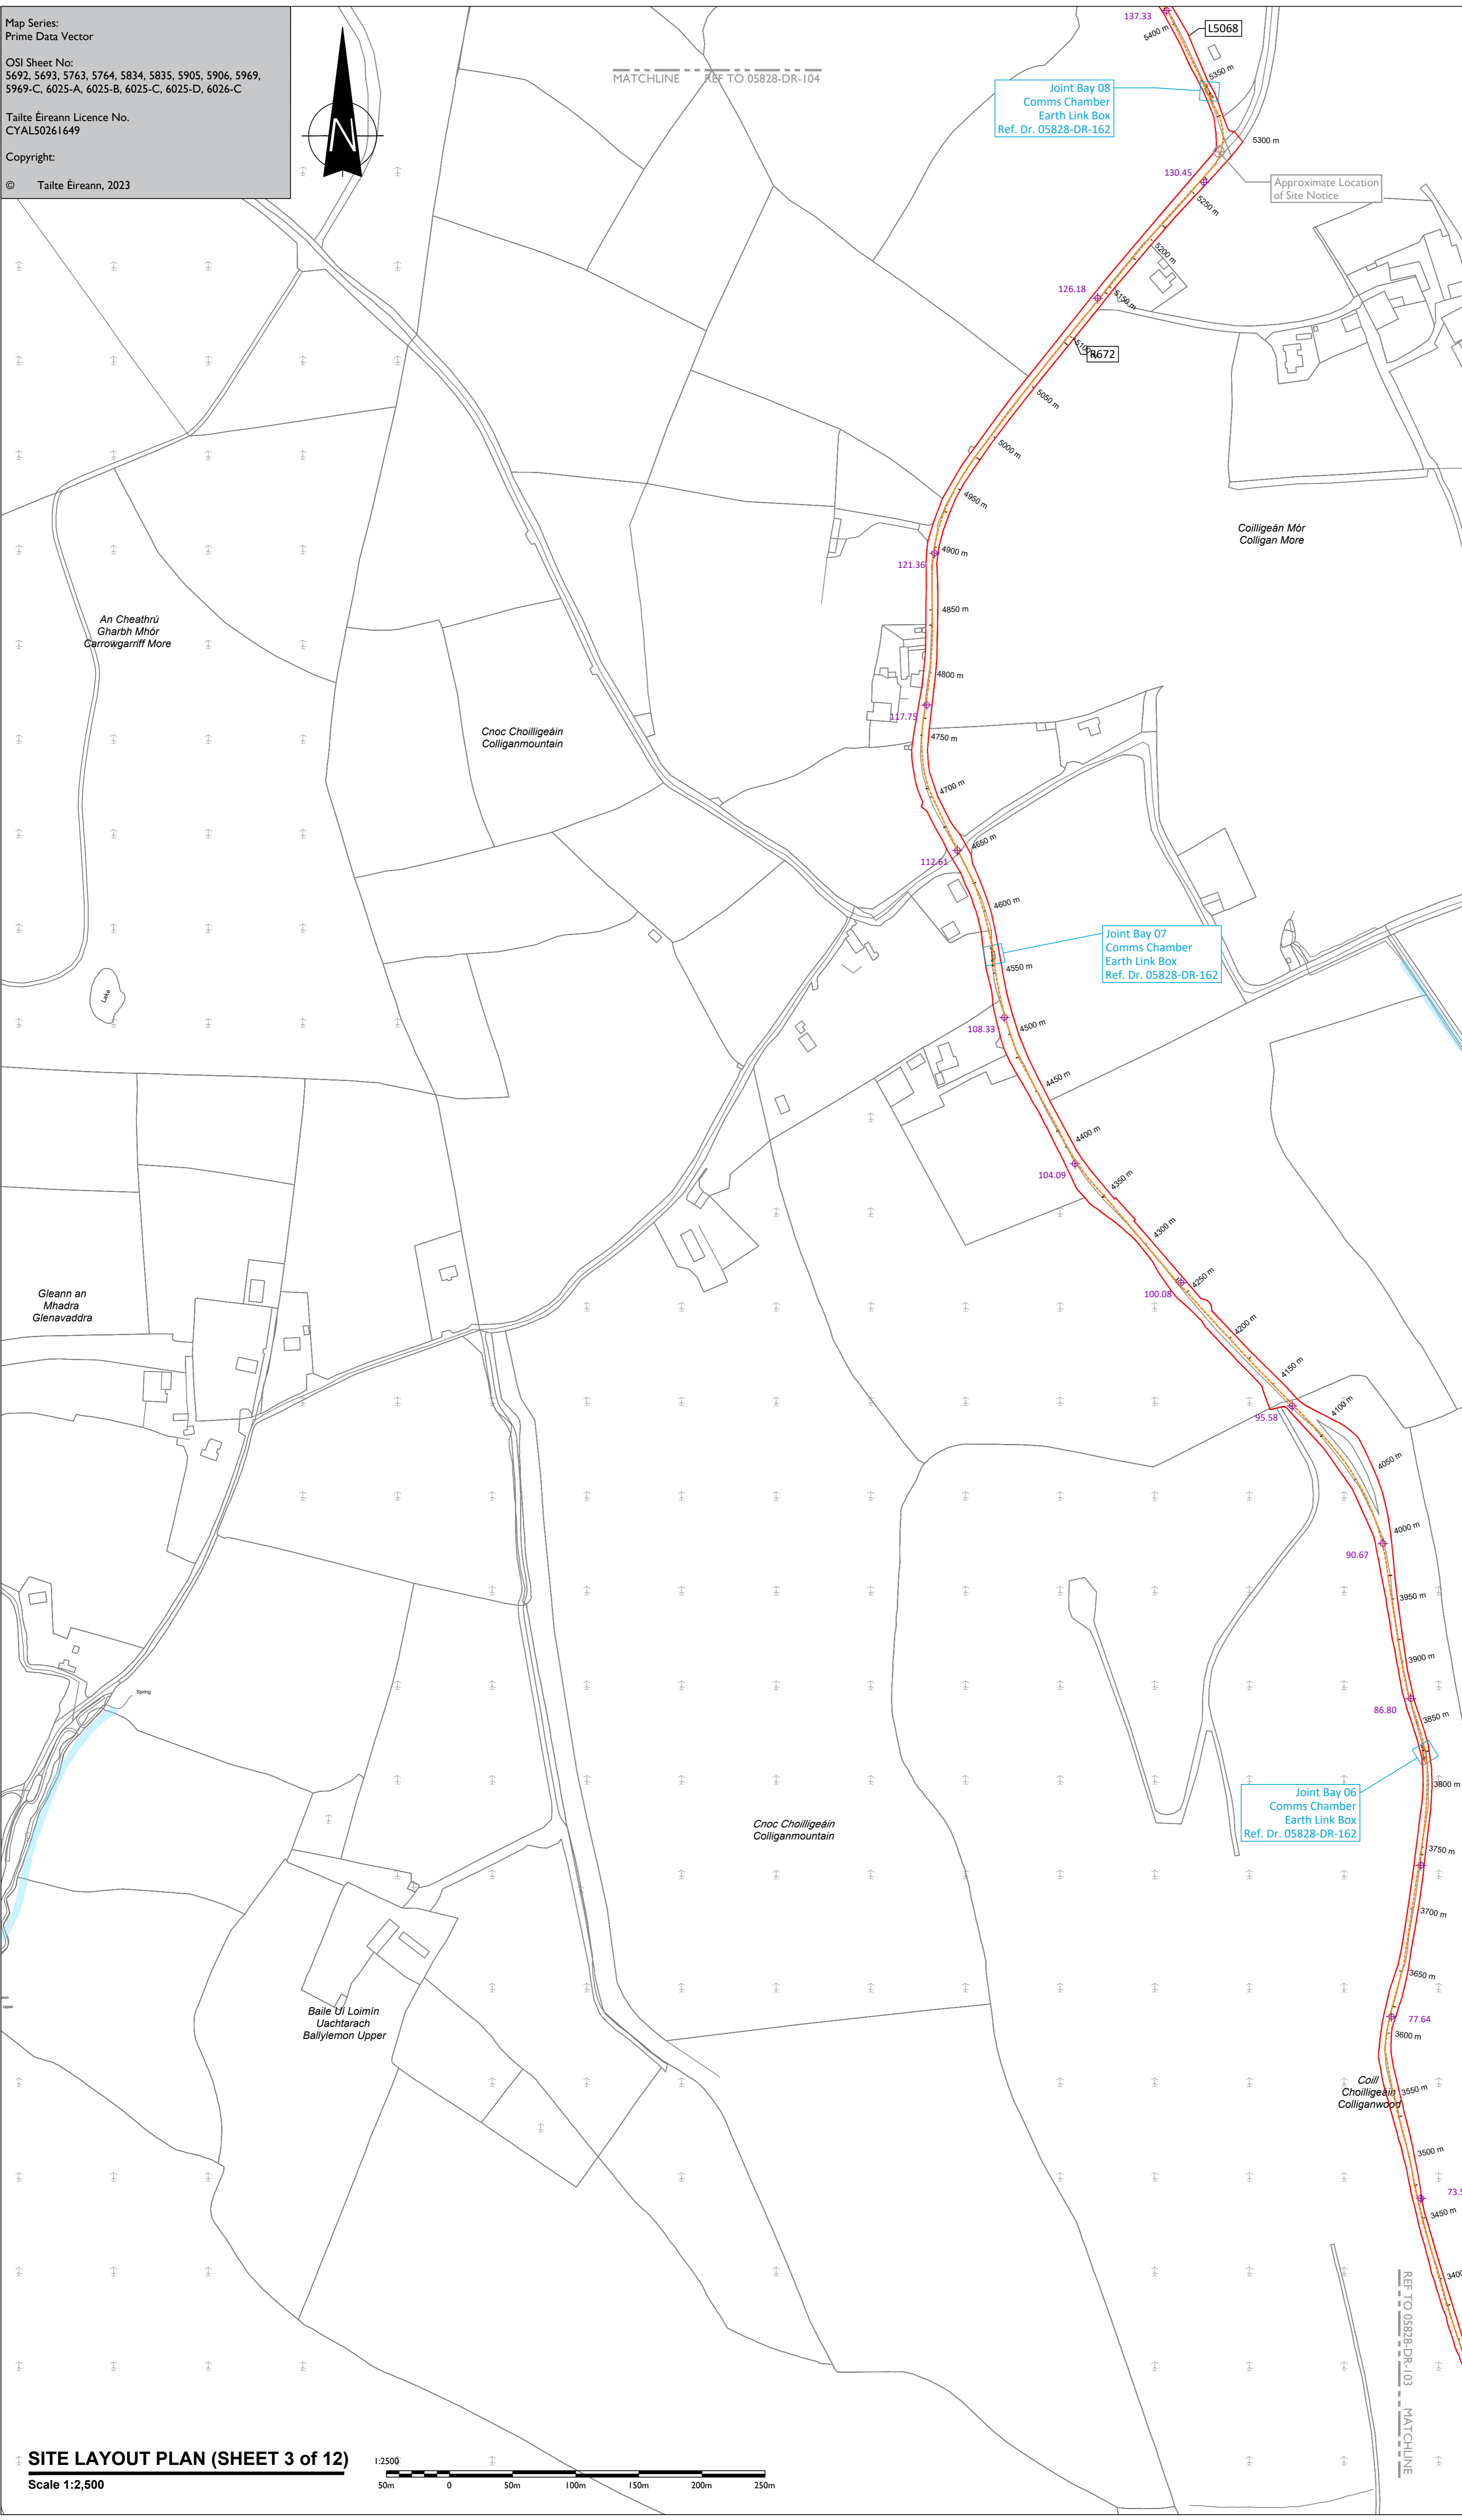 Map Series:
Prime Data Vector
OSI Sheet No:
5692, 5693, 5763, 5764, 5834, 5835, 5905, 5906, 5969,
5969-C, 6025-A, 6025-B, 6025-C, 6025-D, 6026-C
Tailte Éireann Licence No.
CYAL50261649
Copyright:
© Tailte Éireann, 2023
N
MATCHLINE REF TO 05828-DR-104
137.33
5400 m
L5068
5350 m
Joint Bay 08
Comms Chamber
Earth Link Box
Ref. Dr. 05828-DR-162
5300 m
130.45
Approximate Location
of Site Notice
5250 m
5200 m
126.18
5150 m
5100 m
R672
5050 m
5000 m
4950 m
Coilligeán Mór
Colligan More
4900 m
121.36
4850 m
An Cheathrú
Gharbh Mhór
Carrowgarriff More
4800 m
117.75
Cnoc Choilligeáin
Colliganmountain
4750 m
4700 m
4650 m
112.61
4600 m
Joint Bay 07
Comms Chamber
Earth Link Box
Ref. Dr. 05828-DR-162
4550 m
Lake
108.33
4500 m
4450 m
4400 m
104.09
4350 m
4300 m
4250 m
100.08
Gleann an
Mhadra
Glenavaddra
4200 m
4150 m
95.58
4100 m
4050 m
4000 m
90.67
3950 m
3900 m
Spring
86.80
3850 m
3800 m
Joint Bay 06
Comms Chamber
Earth Link Box
Ref. Dr. 05828-DR-162
Cnoc Choilligeáin
Colliganmountain
3750 m
3700 m
3650 m
Upper
Baile Uí Loimín
Uachtarach
Ballylemon Upper
77.64
3600 m
Coill
Choilligeáin
Colliganwood
3550 m
3500 m
73.5
3450 m
3400
REF TO 05828-DR-103 MATCHLINE
SITE LAYOUT PLAN (SHEET 3 of 12)
Scale 1:2,500
1:2500
50m 0 50m 100m 150m 200m 250m